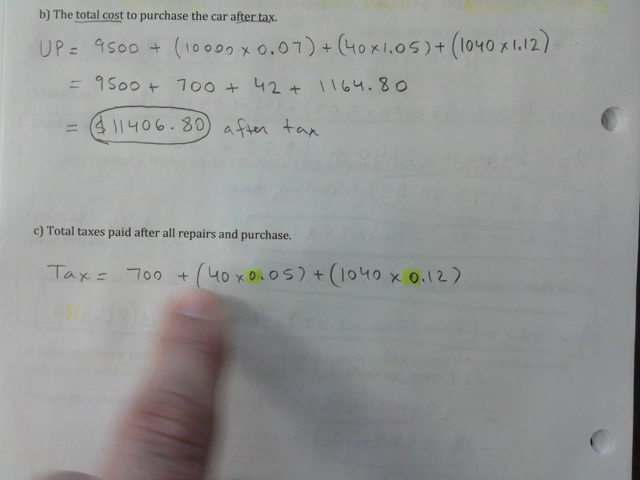 b) The total cost to purchase the car after tax.
UP = 9500 + (10000 x 0.07) + (40 x 1.05) + (1040 x 1.12)
= 9500 + 700 + 42 + 1164.80
= $11406.80 after tax
c) Total taxes paid after all repairs and purchase.
Tax = 700 + (40 x 0.05) + (1040 x 0.12)